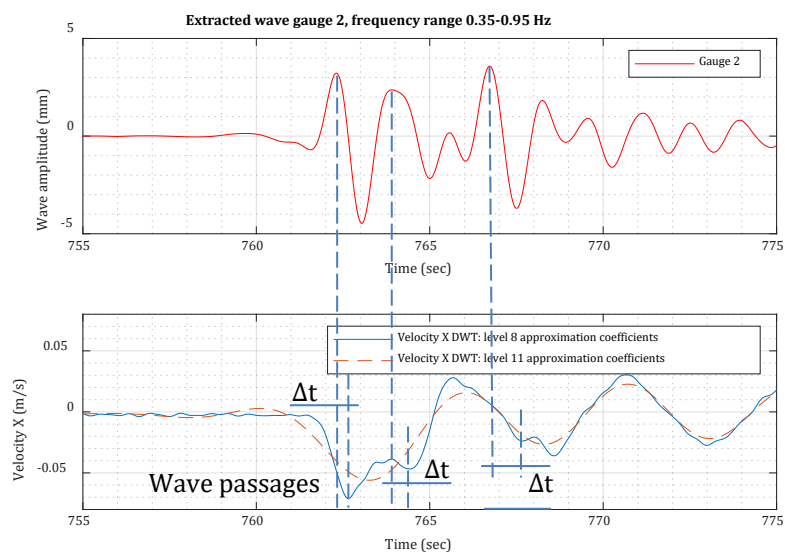 Extracted wave gauge 2, frequency range 0.35-0.95 Hz
5
0
-5
Wave amplitude (mm)
Gauge 2
755 760 765 770 775
Time (sec)
0.05
0
-0.05
Velocity X (m/s)
Velocity X DWT: level 8 approximation coefficients
Velocity X DWT: level 11 approximation coefficients
Δt
Δt
Δt
Wave passages
755 760 765 770 775
Time (sec)